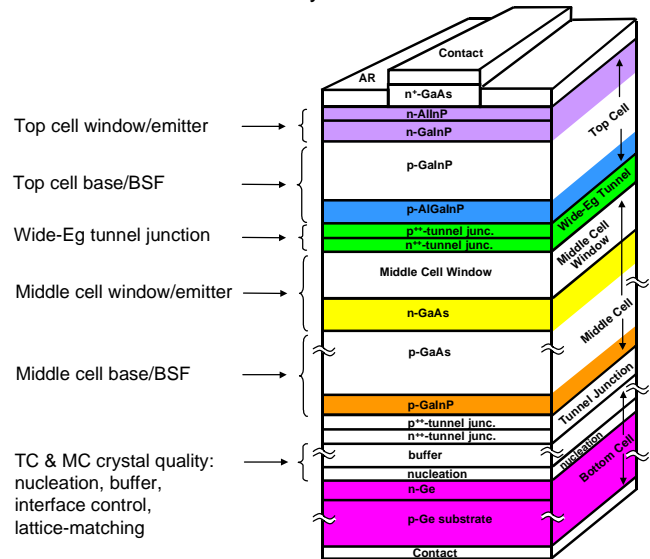 Contact
AR
n+-GaAs
n-AlInP
n-GaInP
p-GaInP
p-AlGaInP
p++-tunnel junc.
n++-tunnel junc.
Middle Cell Window
n-GaAs
p-GaAs
p-GaInP
p++-tunnel junc.
n++-tunnel junc.
buffer
nucleation
n-Ge
p-Ge substrate
Contact
Top cell window/emitter
Top cell base/BSF
Wide-Eg tunnel junction
Middle cell window/emitter
Middle cell base/BSF
TC & MC crystal quality:
nucleation, buffer,
interface control,
lattice-matching
Top Cell
Wide-Eg Tunnel
Middle Cell
Window
Middle Cell
Tunnel Junction
nucleation
Bottom Cell